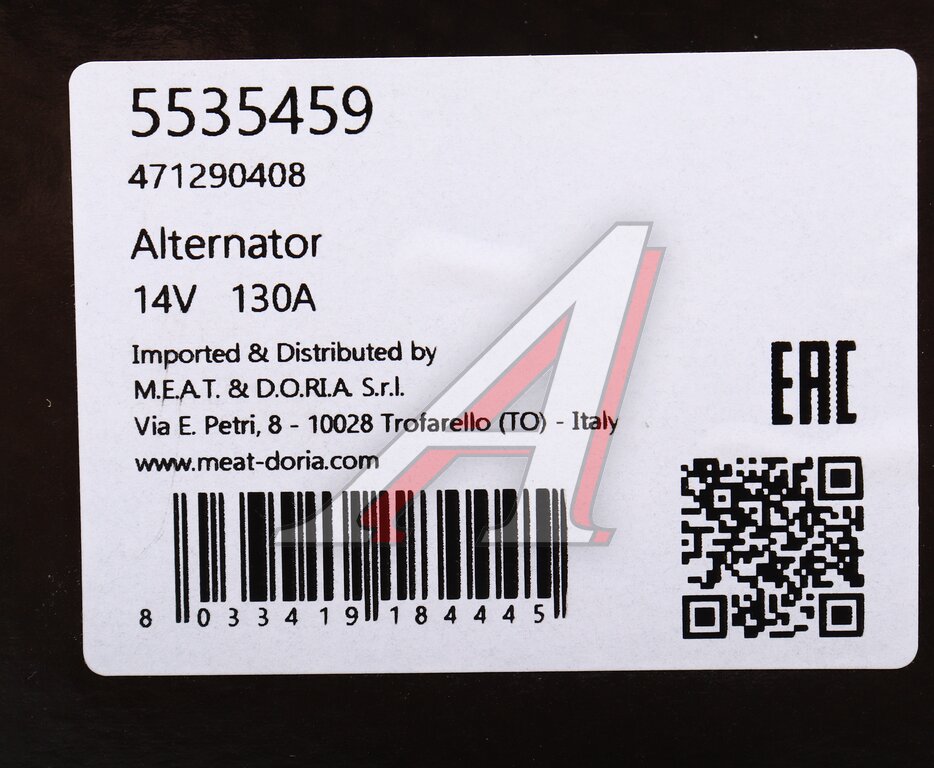 5535459
471290408
Alternator
14V 130A
Imported & Distributed by
M.E.A.T. & D.O.RI.A. S.r.l.
Via E. Petri, 8 - 10028 Trofarello (TO) - Italy
www.meat-doria.com
EAC
8 033419 184445